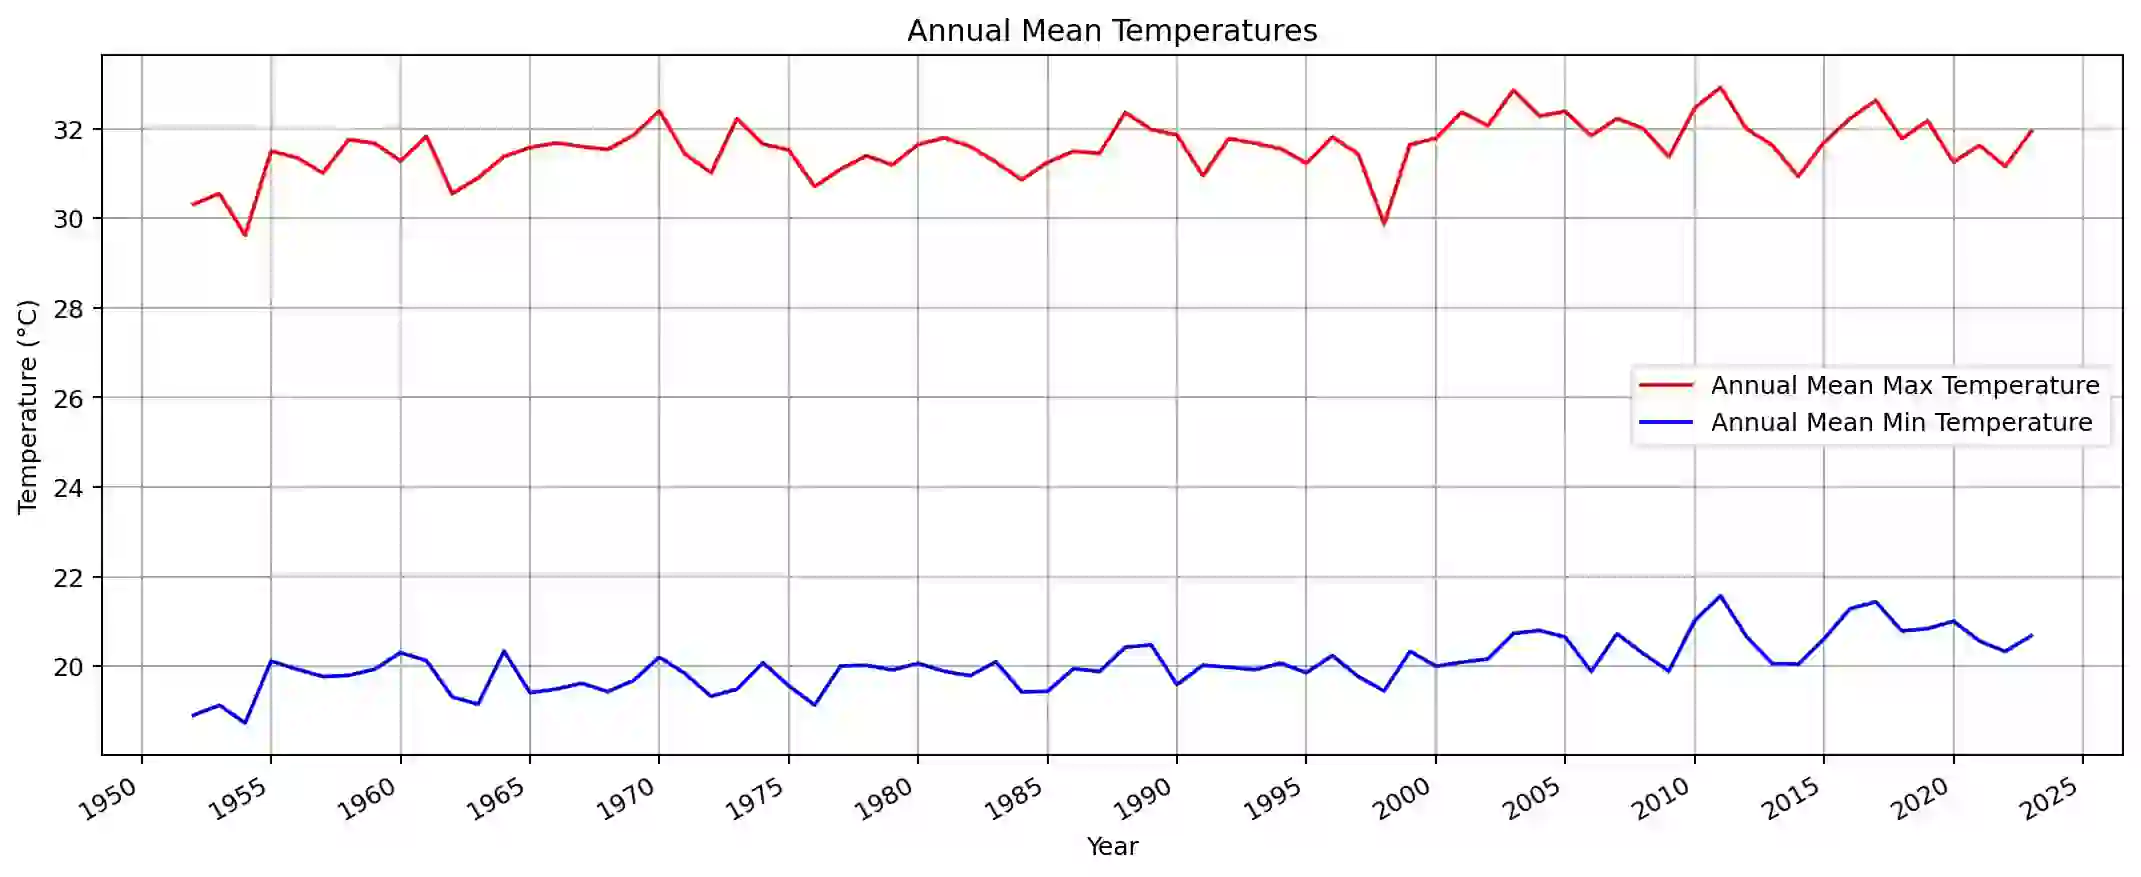 Annual Mean Temperatures
Temperature (°C)
32
30
28
26
24
22
20
Annual Mean Max Temperature
Annual Mean Min Temperature
1950 1955 1960 1965 1970 1975 1980 1985 1990 1995 2000 2005 2010 2015 2020 2025
Year